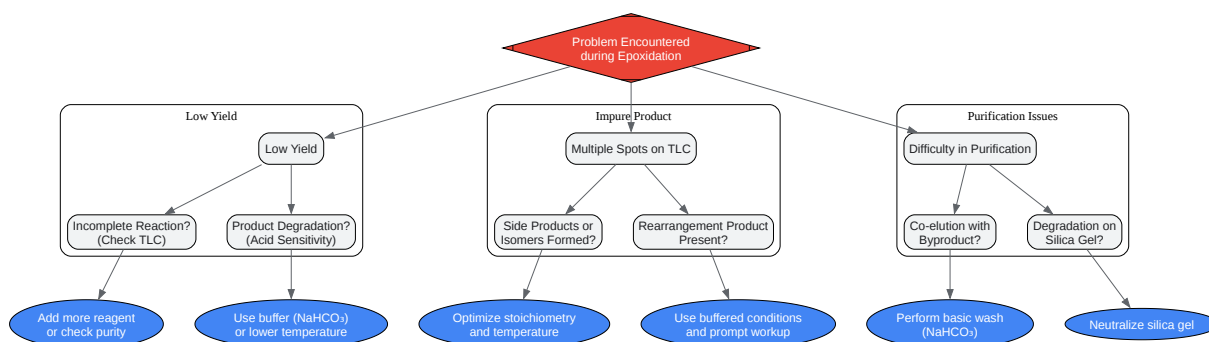 Problem Encountered
during Epoxidation
Low Yield
Impure Product
Purification Issues
Low Yield
Multiple Spots on TLC
Difficulty in Purification
Incomplete Reaction?
(Check TLC)
Product Degradation?
(Acid Sensitivity)
Side Products or
Isomers Formed?
Rearrangement Product
Present?
Co-elution with
Byproduct?
Degradation on
Silica Gel?
Add more reagent
or check purity
Use buffer (NaHCO₃)
or lower temperature
Optimize stoichiometry
and temperature
Use buffered conditions
and prompt workup
Perform basic wash
(NaHCO₃)
Neutralize silica gel